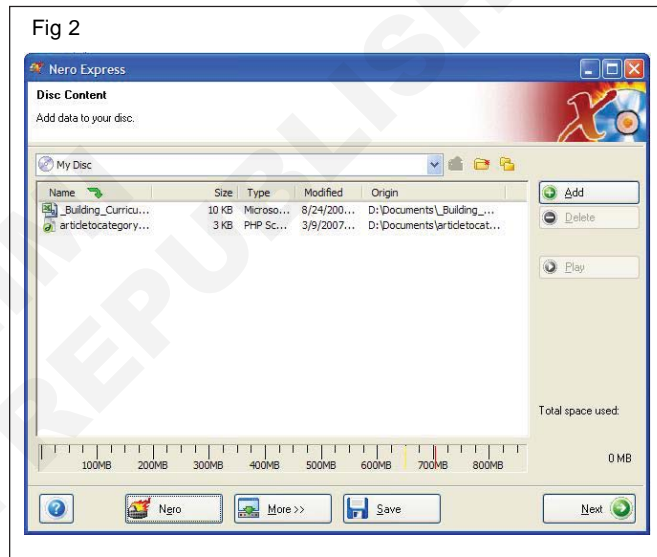 Fig 2
Nero Express
Disc Content
Add data to your disc.
My Disc
Name Size Type Modified Origin
_Building_Curricu... 10 KB Microso... 8/24/200... D:\Documents\_Building_...
articletocategory... 3 KB PHP Sc... 3/9/2007... D:\Documents\articletocat...
Add
Delete
Play
Total space used:
100MB 200MB 300MB 400MB 500MB 600MB 700MB 800MB 0 MB
Nero More >> Save Next